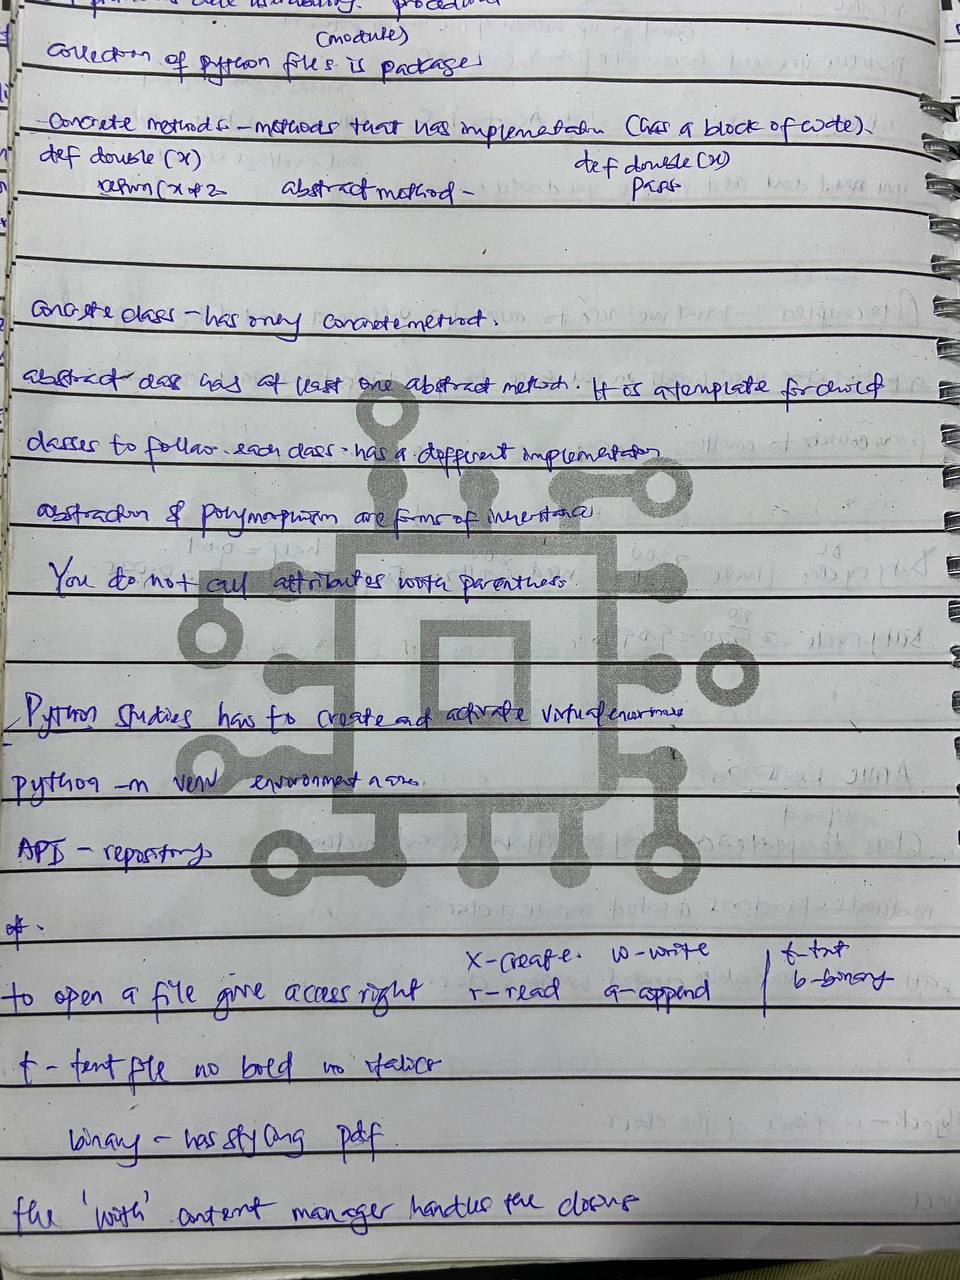 procedural
(module)
Collection of python files is packages
- Concrete methods - methods that has implementation (has a block of code).
def double (x)
return (x * 2
abstract method -
def double (x)
pass
Concrete class - has only concrete method.
abstract class has at least one abstract method. It is a template for child
classes to follow. each class has a different implementation
abstraction & polymorphism are forms of inheritance
You do not call attributes with parenthesis
Python studies has to create and activate virtual
python -m venv environment name.
API - repository
to open a file give access right
x - create. w - write
r - read a - append
t - txt
b - binary
t - text file no bold no italics
binary - has styling pdf.
the 'with' content manager handles the closing